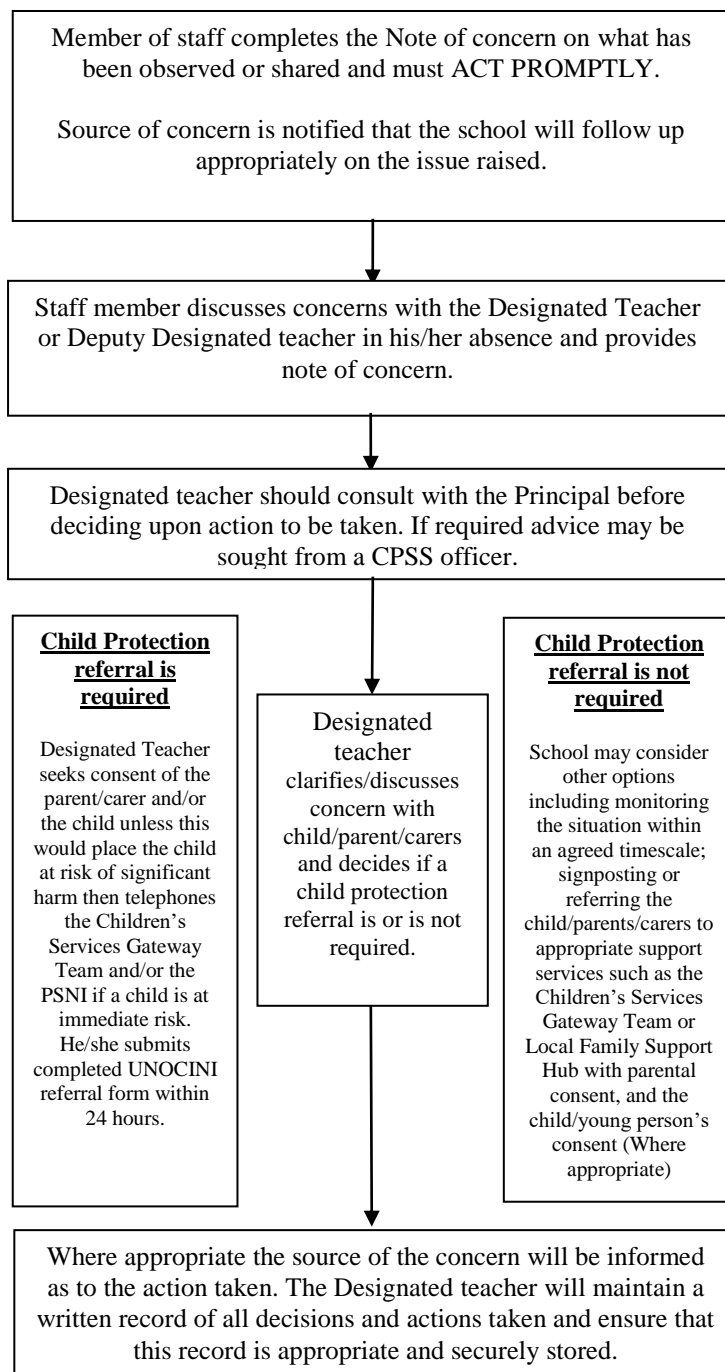 Member of staff completes the Note of concern on what has
been observed or shared and must ACT PROMPTLY.
Source of concern is notified that the school will follow up
appropriately on the issue raised.
Staff member discusses concerns with the Designated Teacher
or Deputy Designated teacher in his/her absence and provides
note of concern.
Designated teacher should consult with the Principal before
deciding upon action to be taken. If required advice may be
sought from a CPSS officer.
Child Protection
referral is
required
Designated Teacher
seeks consent of the
parent/carer and/or
the child unless this
would place the child
at risk of significant
harm then telephones
the Children’s
Services Gateway
Team and/or the
PSNI if a child is at
immediate risk.
He/she submits
completed UNOCINI
referral form within
24 hours.
Designated
teacher
clarifies/discusses
concern with
child/parent/carers
and decides if a
child protection
referral is or is not
required.
Child Protection
referral is not
required
School may consider
other options
including monitoring
the situation within
an agreed timescale;
signposting or
referring the
child/parents/carers to
appropriate support
services such as the
Children’s Services
Gateway Team or
Local Family Support
Hub with parental
consent, and the
child/young person’s
consent (Where
appropriate)
Where appropriate the source of the concern will be informed
as to the action taken. The Designated teacher will maintain a
written record of all decisions and actions taken and ensure that
this record is appropriate and securely stored.